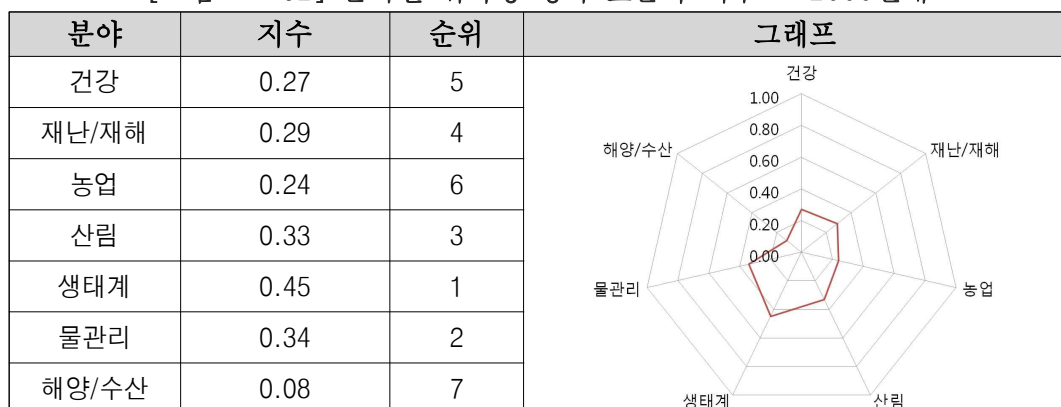 분야 지수 순위 그래프
건강 0.27 5
재난/재해 0.29 4
농업 0.24 6
산림 0.33 3
생태계 0.45 1
물관리 0.34 2
해양/수산 0.08 7
건강
1.00
0.80
해양/수산 재난/재해
0.60
0.40
0.20
0.00
물관리 농업
생태계 산림